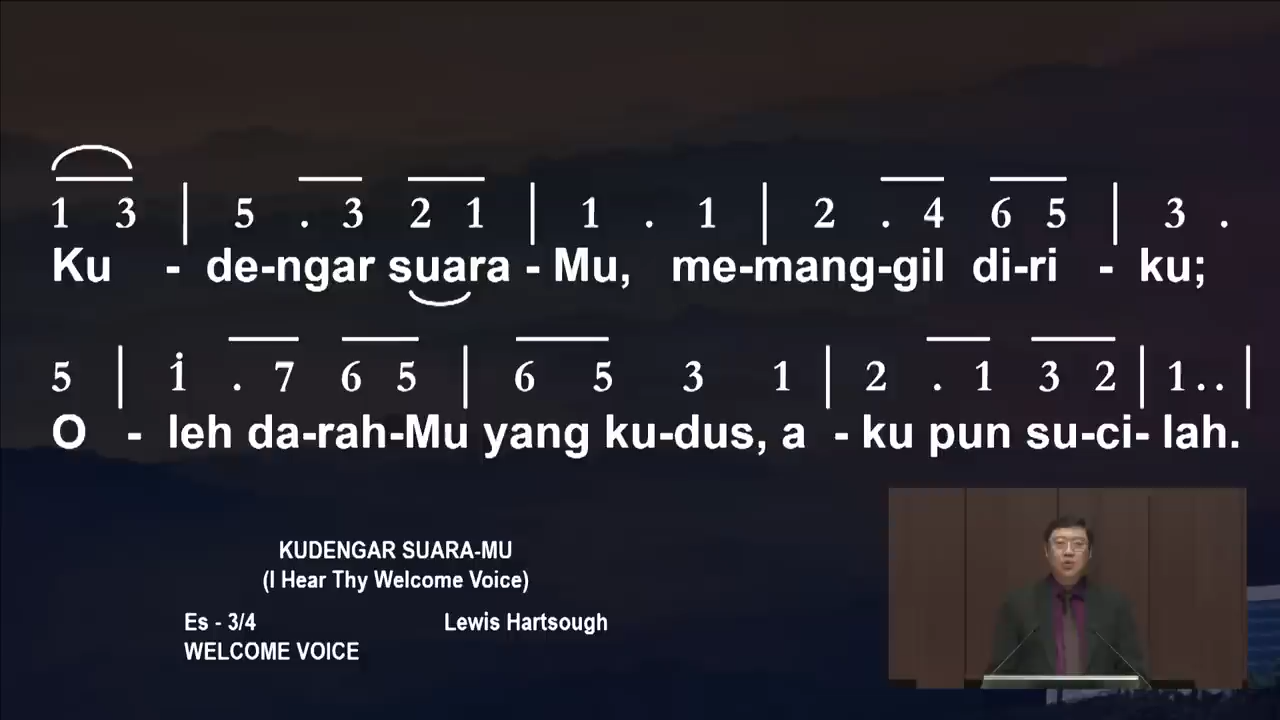 1 3 | 5 . 3 2 1 | 1 . 1 | 2 . 4 6 5 | 3 .
Ku - de-ngar suara - Mu, me-mang-gil di-ri - ku;
5 | i . 7 6 5 | 6 5 3 1 | 2 . 1 3 2 | 1 . . |
O - leh da-rah-Mu yang ku-dus, a - ku pun su-ci- lah.
KUDENGAR SUARA-MU
(I Hear Thy Welcome Voice)
Es - 3/4 Lewis Hartsough
WELCOME VOICE